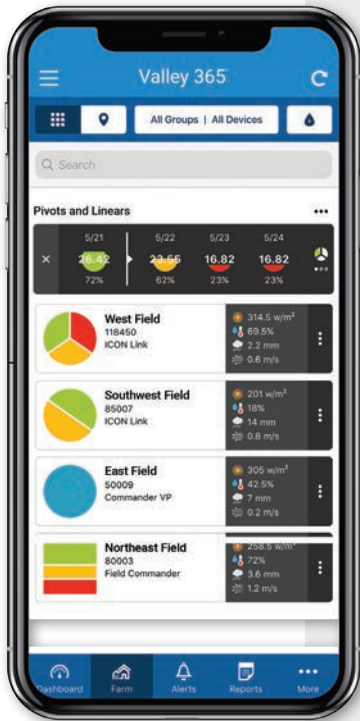 Valley 365
All Groups | All Devices
Search
Pivots and Linears
5/21 5/22 5/23 5/24
26.42 23.55 16.82 16.82
72% 62% 23% 23%
West Field
118450
ICON Link
314.5 w/m²
69.5%
2.2 mm
0.6 m/s
Southwest Field
85007
ICON Link
201 w/m²
18%
14 mm
0.8 m/s
East Field
50009
Commander VP
305 w/m²
42.5%
7 mm
0.2 m/s
Northeast Field
80003
Field Commander
258.5 w/m²
72%
3.6 mm
1.2 m/s
Dashboard Farm Alerts Reports More